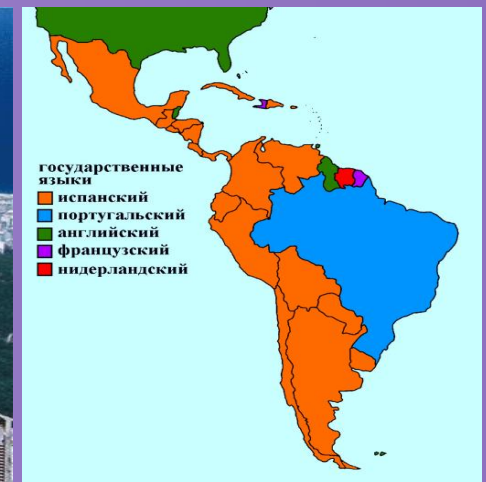 государственные
языки
испанский
португальский
английский
французский
нидерландский